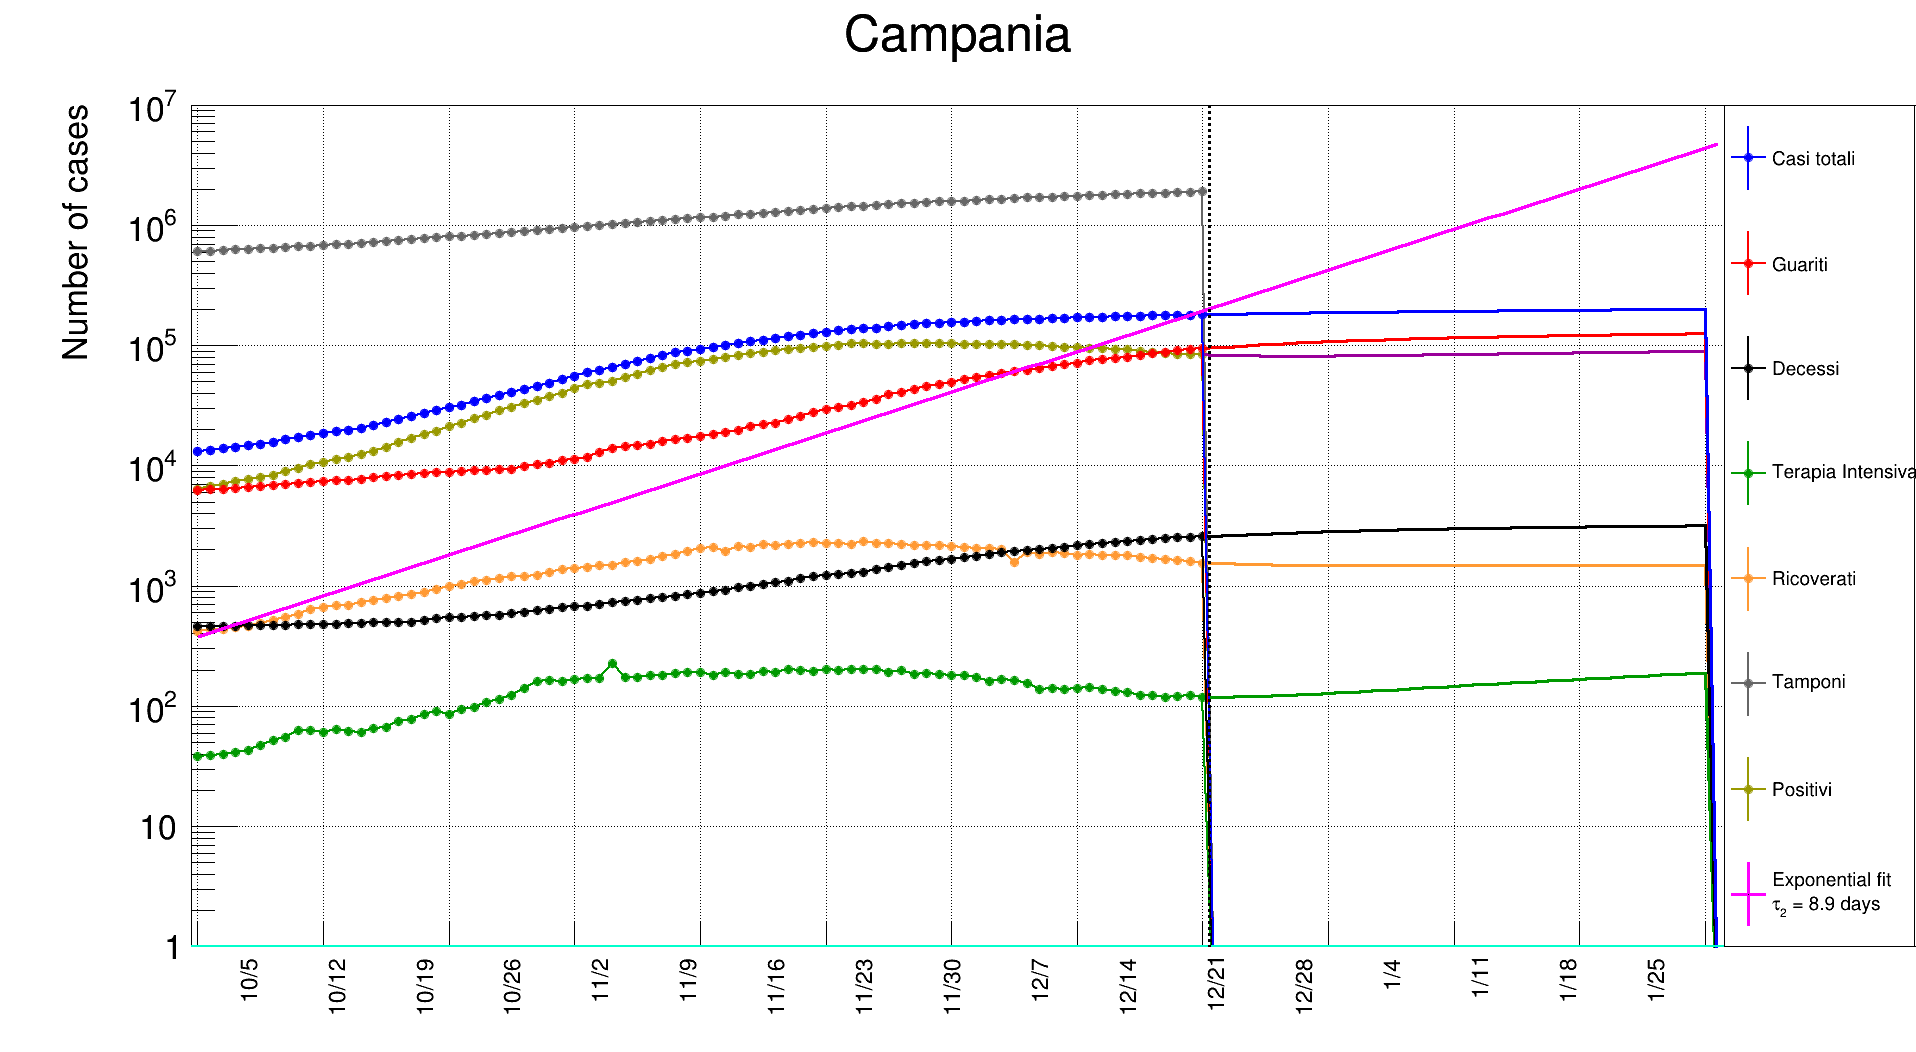 Campania
Number of cases
10^7
10^6
10^5
10^4
10^3
10^2
10
1
10/5
10/12
10/19
10/26
11/2
11/9
11/16
11/23
11/30
12/7
12/14
12/21
12/28
1/4
1/11
1/18
1/25
Casi totali
Guariti
Decessi
Terapia Intensiva
Ricoverati
Tamponi
Positivi
Exponential fit
τ_2 = 8.9 days